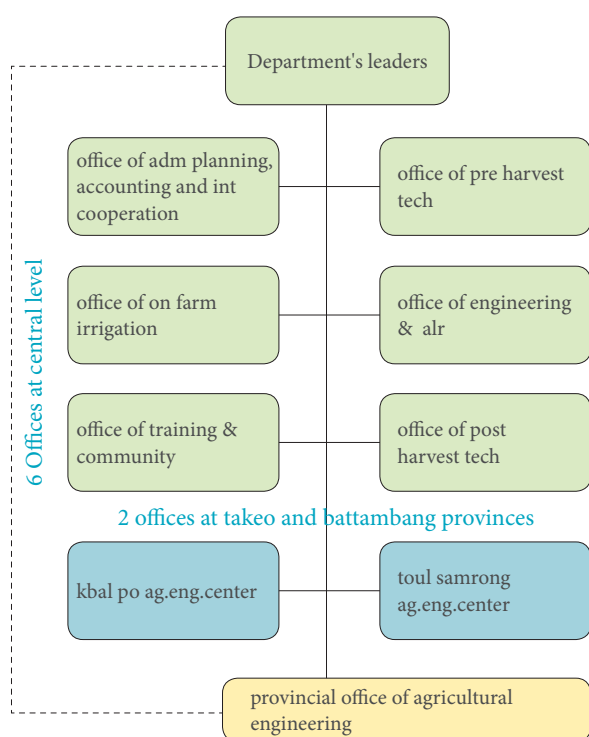 Department's leaders
office of adm planning,
accounting and int
cooperation
office of pre harvest
tech
office of on farm
irrigation
office of engineering
& alr
office of training &
community
office of post
harvest tech
6 Offices at central level
2 offices at takeo and battambang provinces
kbal po ag.eng.center
toul samrong
ag.eng.center
provincial office of agricultural
engineering